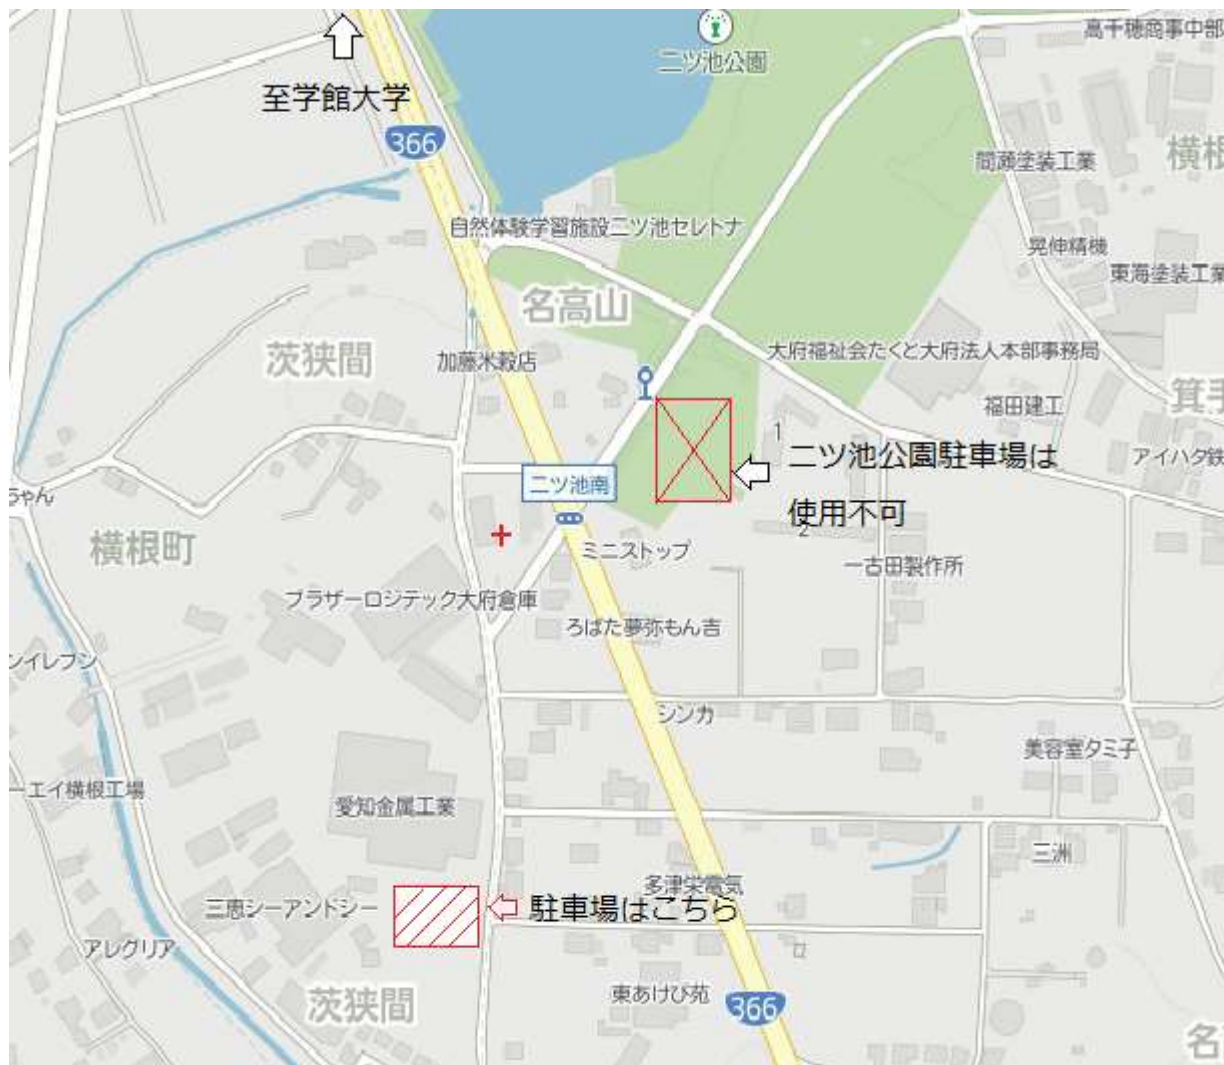 高千穂商事中部
二ツ池公園
至学館大学
366
間瀬塗装工業
横根
自然体験学習施設二ツ池セレトナ
晃伸精機
東海塗装工業
名高山
茨狭間
加藤米穀店
大府福祉会たくと大府法人本部事務局
福田建工
箕手
1
二ツ池公園駐車場は
使用不可
アイハタ鉄
二ツ池南
ちゃん
2
横根町
ミニストップ
一古田製作所
ブラザーロジテック大府倉庫
ろばた夢弥もん吉
ンイレブン
シンカ
美容室タミ子
ーエイ横根工場
愛知金属工業
三洲
多津栄電気
三恵シーアンドシー
駐車場はこちら
アレグリア
東あけび苑
茨狭間
366
名